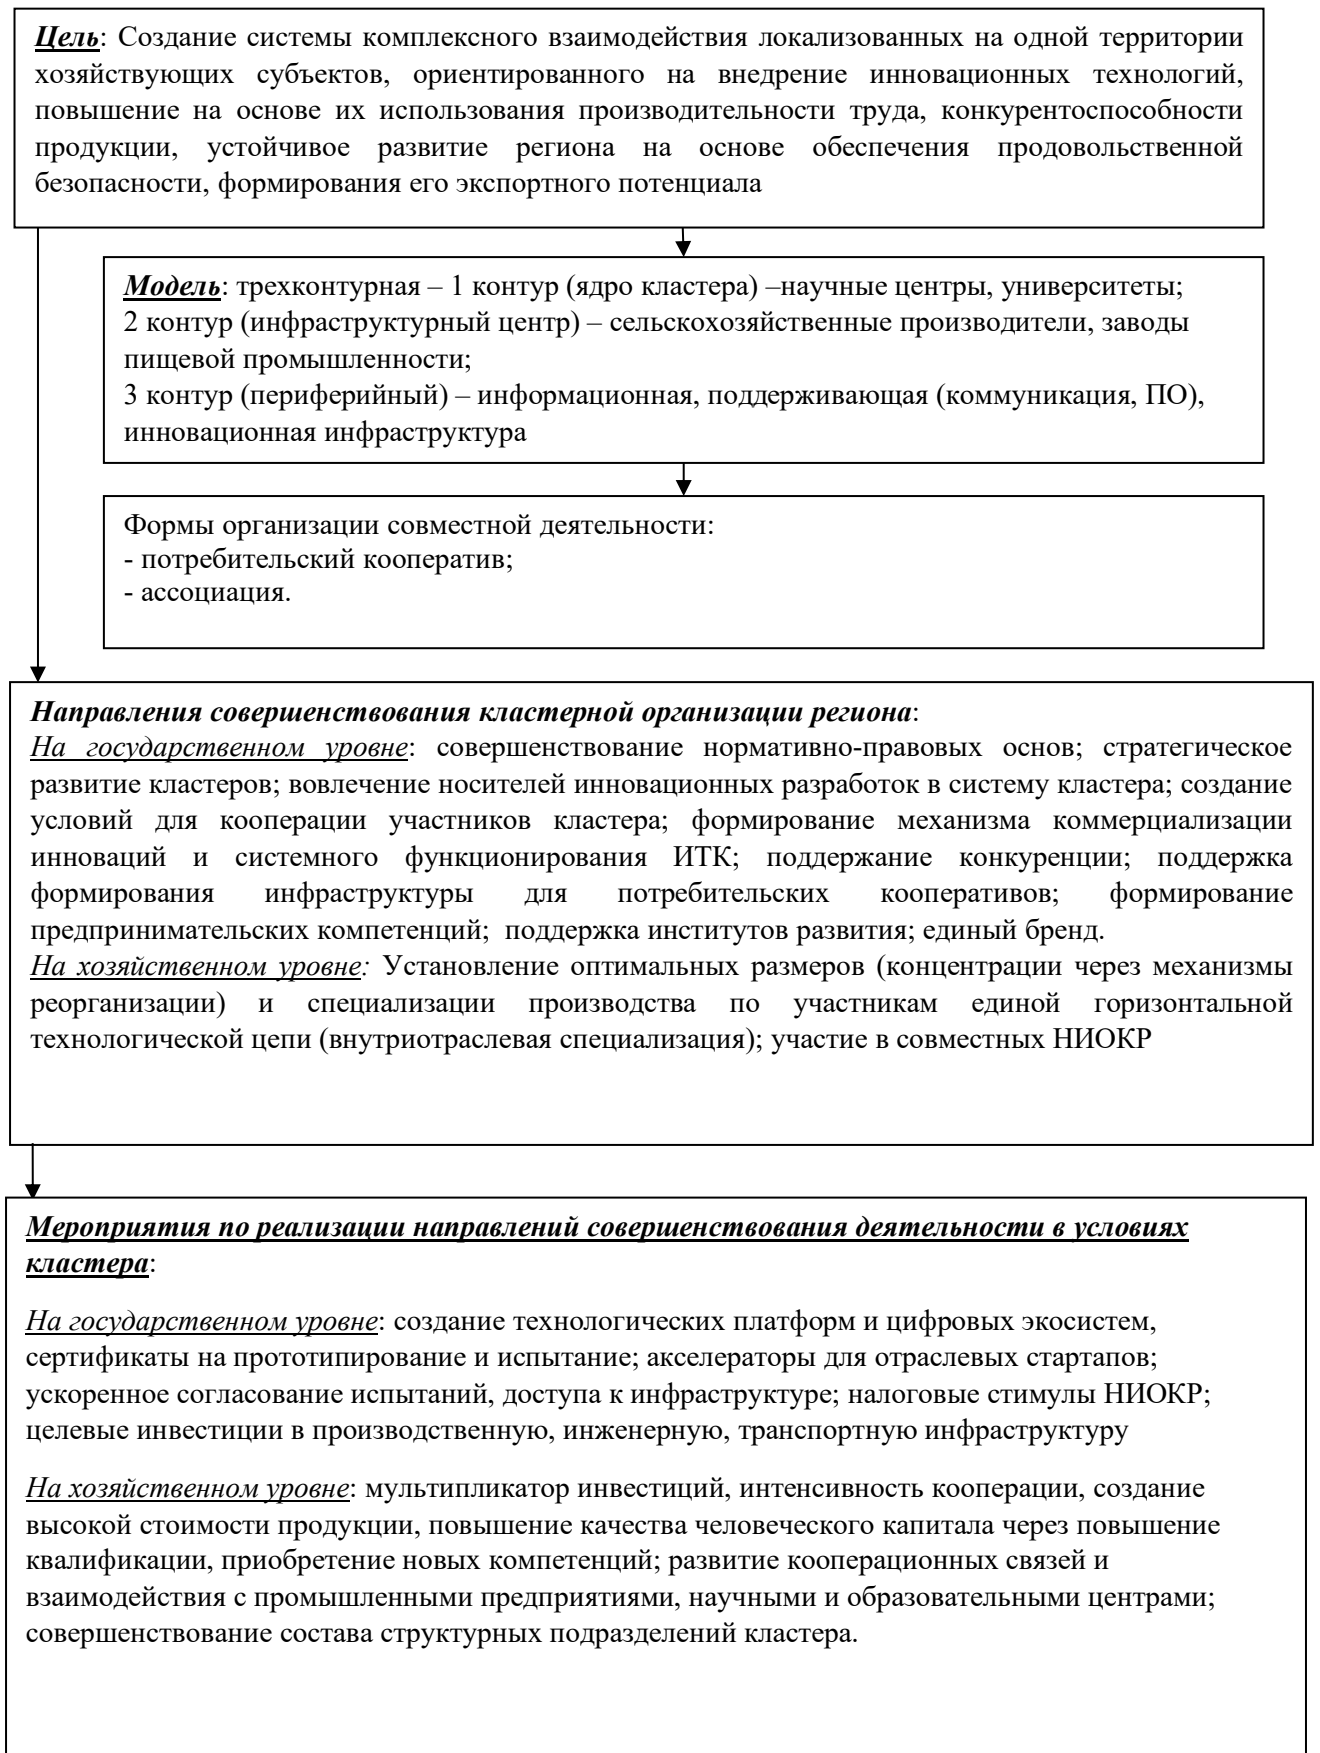 Цель: Создание системы комплексного взаимодействия локализованных на одной территории
хозяйствующих субъектов, ориентированного на внедрение инновационных технологий,
повышение на основе их использования производительности труда, конкурентоспособности
продукции, устойчивое развитие региона на основе обеспечения продовольственной
безопасности, формирования его экспортного потенциала
Модель: трехконтурная – 1 контур (ядро кластера) –научные центры, университеты;
2 контур (инфраструктурный центр) – сельскохозяйственные производители, заводы
пищевой промышленности;
3 контур (периферийный) – информационная, поддерживающая (коммуникация, ПО),
инновационная инфраструктура
Формы организации совместной деятельности:
- потребительский кооператив;
- ассоциация.
Направления совершенствования кластерной организации региона:
На государственном уровне: совершенствование нормативно-правовых основ; стратегическое
развитие кластеров; вовлечение носителей инновационных разработок в систему кластера; создание
условий для кооперации участников кластера; формирование механизма коммерциализации
инноваций и системного функционирования ИТК; поддержание конкуренции; поддержка
формирования инфраструктуры для потребительских кооперативов; формирование
предпринимательских компетенций; поддержка институтов развития; единый бренд.
На хозяйственном уровне: Установление оптимальных размеров (концентрации через механизмы
реорганизации) и специализации производства по участникам единой горизонтальной
технологической цепи (внутриотраслевая специализация); участие в совместных НИОКР
Мероприятия по реализации направлений совершенствования деятельности в условиях
кластера:
На государственном уровне: создание технологических платформ и цифровых экосистем,
сертификаты на прототипирование и испытание; акселераторы для отраслевых стартапов;
ускоренное согласование испытаний, доступа к инфраструктуре; налоговые стимулы НИОКР;
целевые инвестиции в производственную, инженерную, транспортную инфраструктуру
На хозяйственном уровне: мультипликатор инвестиций, интенсивность кооперации, создание
высокой стоимости продукции, повышение качества человеческого капитала через повышение
квалификации, приобретение новых компетенций; развитие кооперационных связей и
взаимодействия с промышленными предприятиями, научными и образовательными центрами;
совершенствование состава структурных подразделений кластера.